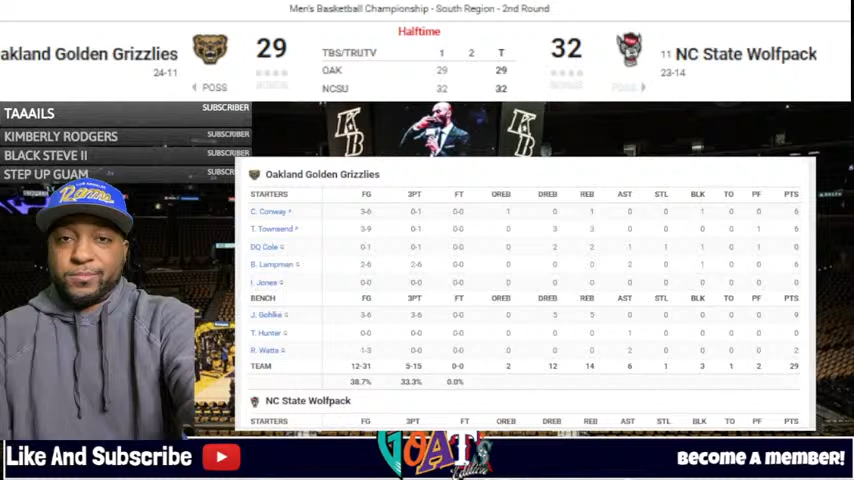 Men's Basketball Championship - South Region - 2nd Round
Halftime
akland Golden Grizzlies 29 TBS/TRUTV 1 2 T 32 11 NC State Wolfpack
24-11 OAK 29 29 23-14
POSS NCSU 32 32 POSS
TAAAILS SUBSCRIBER
KIMBERLY RODGERS SUBSCRIBER
BLACK STEVE II SUBSCRIBER
STEP UP GUAM SUBSC
KB KB
Oakland Golden Grizzlies
STARTERS FG 3PT FT OREB DREB REB AST STL BLK TO PF PTS
C. Conway F 3-6 0-1 0-0 1 0 1 0 0 1 0 0 6
T. Townsend F 3-9 0-1 0-0 0 3 3 0 0 0 0 1 6
DQ Cole G 0-1 0-1 0-0 0 2 2 1 1 1 0 1 0
B. Lampman G 2-6 2-6 0-0 0 0 0 2 0 1 0 0 6
I. Jones G 0-0 0-0 0-0 0 0 0 0 0 0 0 0 0
BENCH FG 3PT FT OREB DREB REB AST STL BLK TO PF PTS
J. Gohlke G 3-6 3-6 0-0 0 5 5 0 0 0 0 0 9
T. Hunter G 0-0 0-0 0-0 0 0 0 1 0 0 0 0 0
R. Watts G 1-3 0-0 0-0 0 0 0 2 0 0 0 0 2
TEAM 12-31 5-15 0-0 2 12 14 6 1 3 1 2 29
38.7% 33.3% 0.0%
NC State Wolfpack
STARTERS FG 3PT FT OREB DREB REB AST STL BLK TO PF PTS
Rams
Like And Subscribe
GOATS
Become a member!